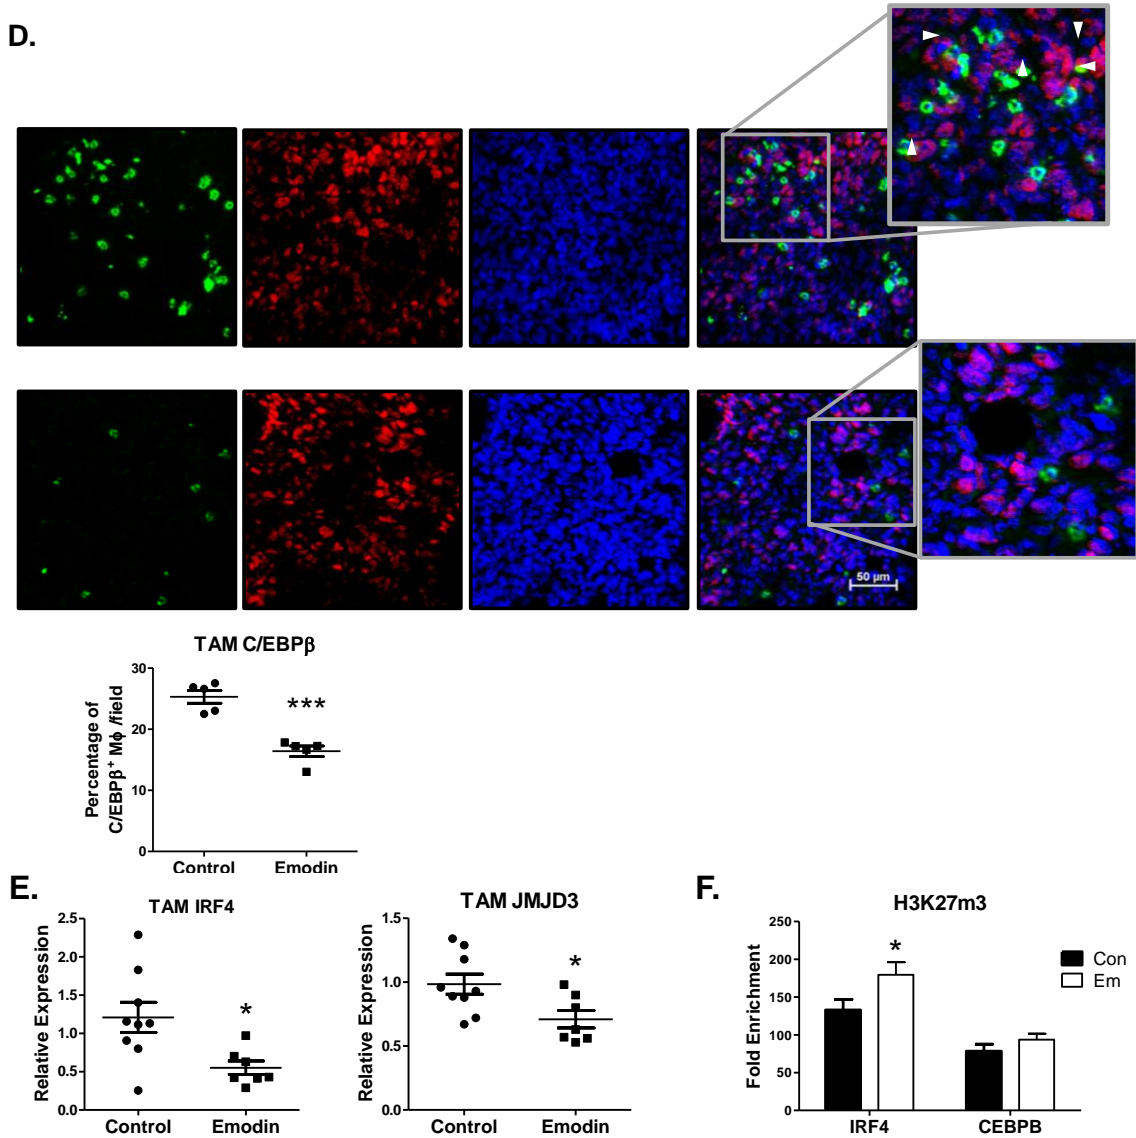 D.
50 µm
TAM C/EBPβ
Percentage of
C/EBPβ⁺ Mϕ /field
30
20
10
0
***
Control
Emodin
E.
TAM IRF4
Relative Expression
2.5
2.0
1.5
1.0
0.5
0.0
*
Control
Emodin
TAM JMJD3
Relative Expression
1.5
1.0
0.5
0.0
*
Control
Emodin
F.
H3K27m3
Fold Enrichment
250
200
150
100
50
0
*
Con
Em
IRF4
CEBPB